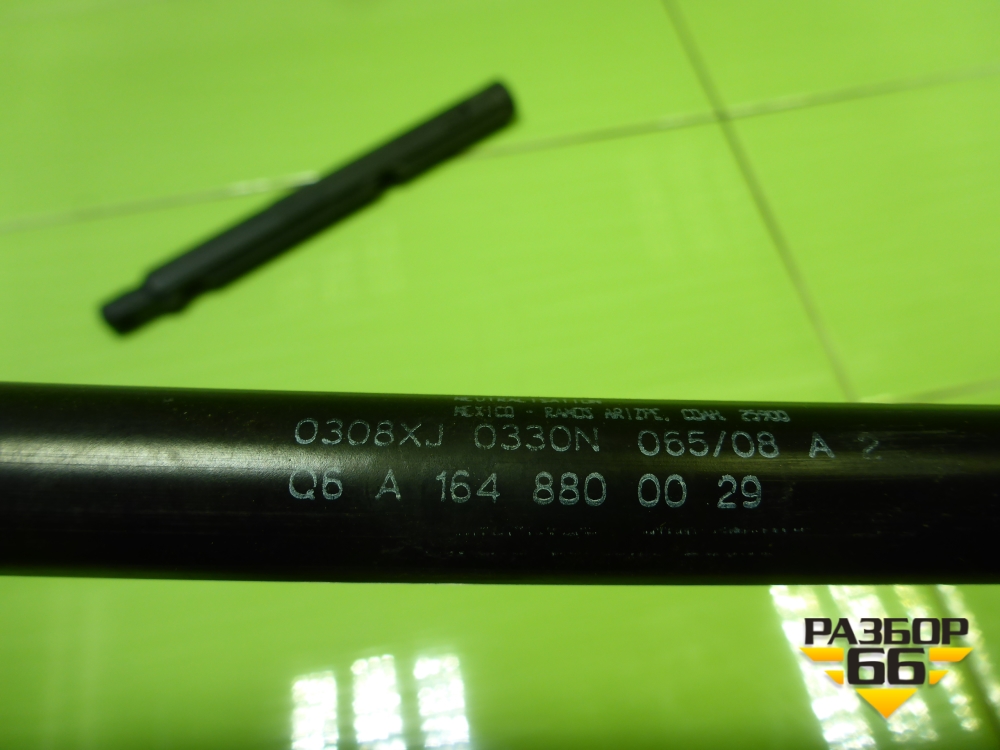 MEXICO - RAMOS ARIZPE, COAH. 25900
0308XJ 0330N 065/08 A 2
Q6 A 164 880 00 29
РАЗБОР
66